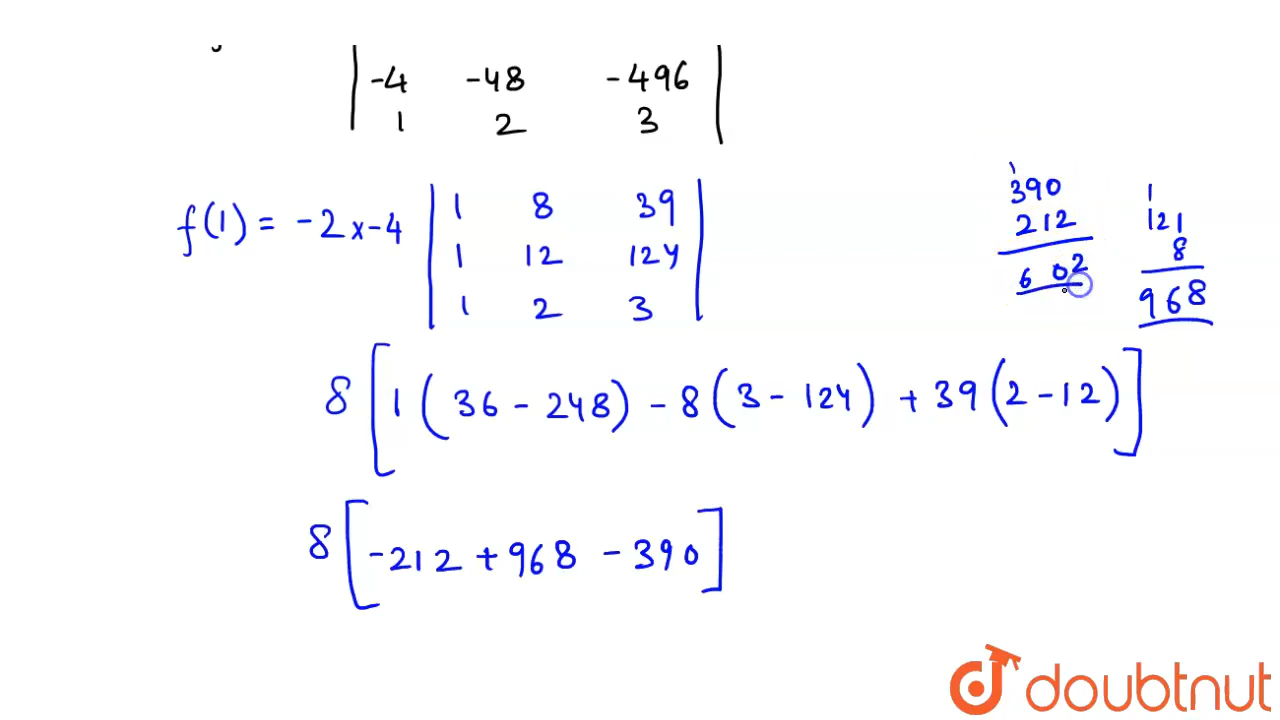 -4 -48 -496
1 2 3
f(1) = -2 x -4
1 8 39
1 12 124
1 2 3
1
390
212
602
1
121
8
968
8 [ 1 ( 36 - 248 ) - 8 ( 3 - 124 ) + 39 ( 2 - 12 ) ]
8 [ -212 + 968 - 390 ]
doubtnut